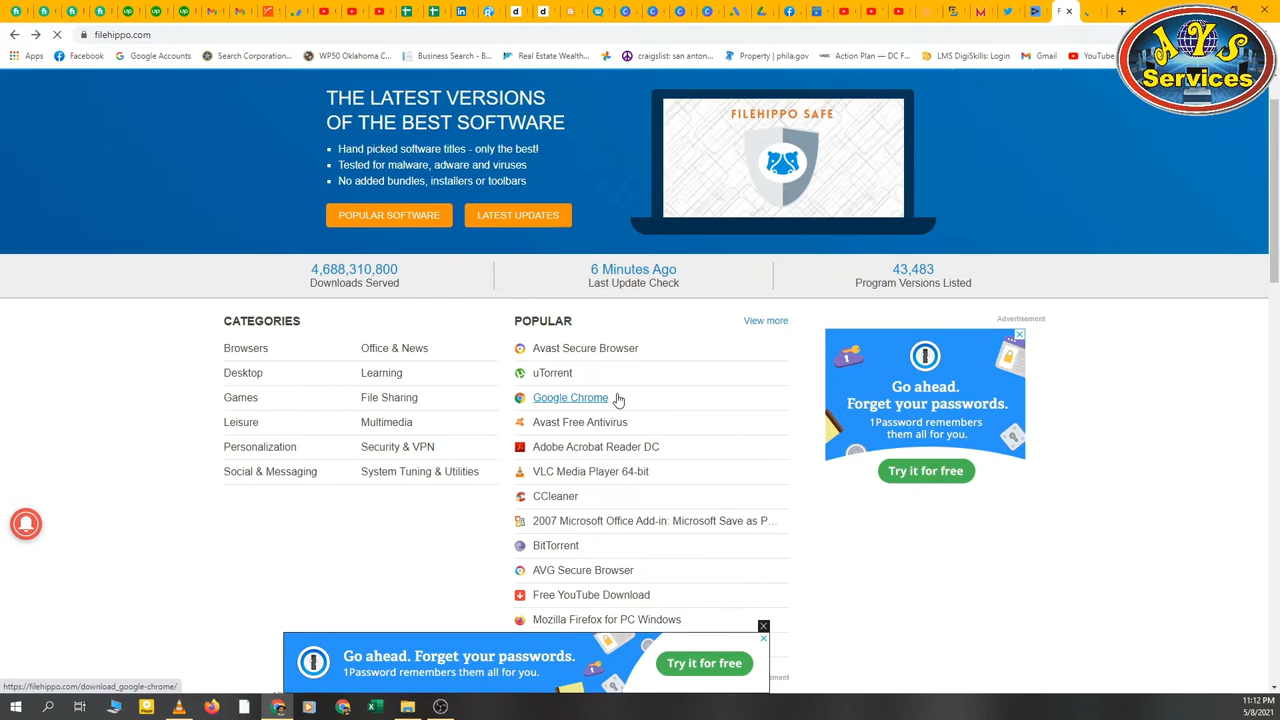 filehippo.com
Apps
Facebook
Google Accounts
Search Corporation...
WP50 Oklahoma C...
Business Search - B...
Real Estate Wealth...
craigslist: san anton...
Property | phila.gov
Action Plan — DC F...
LMS DigiSkills: Login
Gmail
YouTube
AYS
Services
THE LATEST VERSIONS
OF THE BEST SOFTWARE
• Hand picked software titles - only the best!
• Tested for malware, adware and viruses
• No added bundles, installers or toolbars
POPULAR SOFTWARE
LATEST UPDATES
FILEHIPPO SAFE
4,688,310,800
Downloads Served
6 Minutes Ago
Last Update Check
43,483
Program Versions Listed
CATEGORIES
Browsers
Office & News
Desktop
Learning
Games
File Sharing
Leisure
Multimedia
Personalization
Security & VPN
Social & Messaging
System Tuning & Utilities
POPULAR
View more
Avast Secure Browser
uTorrent
Google Chrome
Avast Free Antivirus
Adobe Acrobat Reader DC
VLC Media Player 64-bit
CCleaner
2007 Microsoft Office Add-in: Microsoft Save as P...
BitTorrent
AVG Secure Browser
Free YouTube Download
Mozilla Firefox for PC Windows
Advertisement
Go ahead.
Forget your passwords.
1Password remembers
them all for you.
Try it for free
Go ahead. Forget your passwords.
1Password remembers them all for you.
Try it for free
https://filehippo.com/download_google-chrome/
11:12 PM
5/8/2021